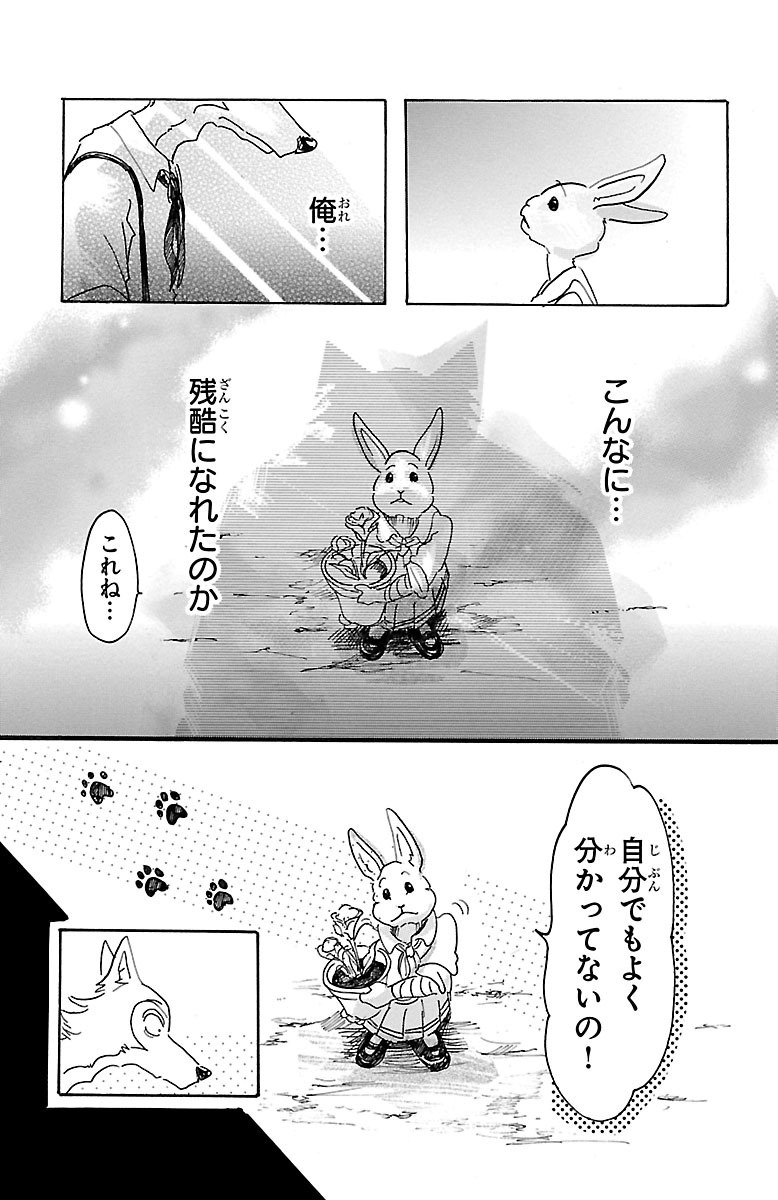 俺…
こんなに…
残酷になれたのか
これね…
自分でもよく
分かってないの！